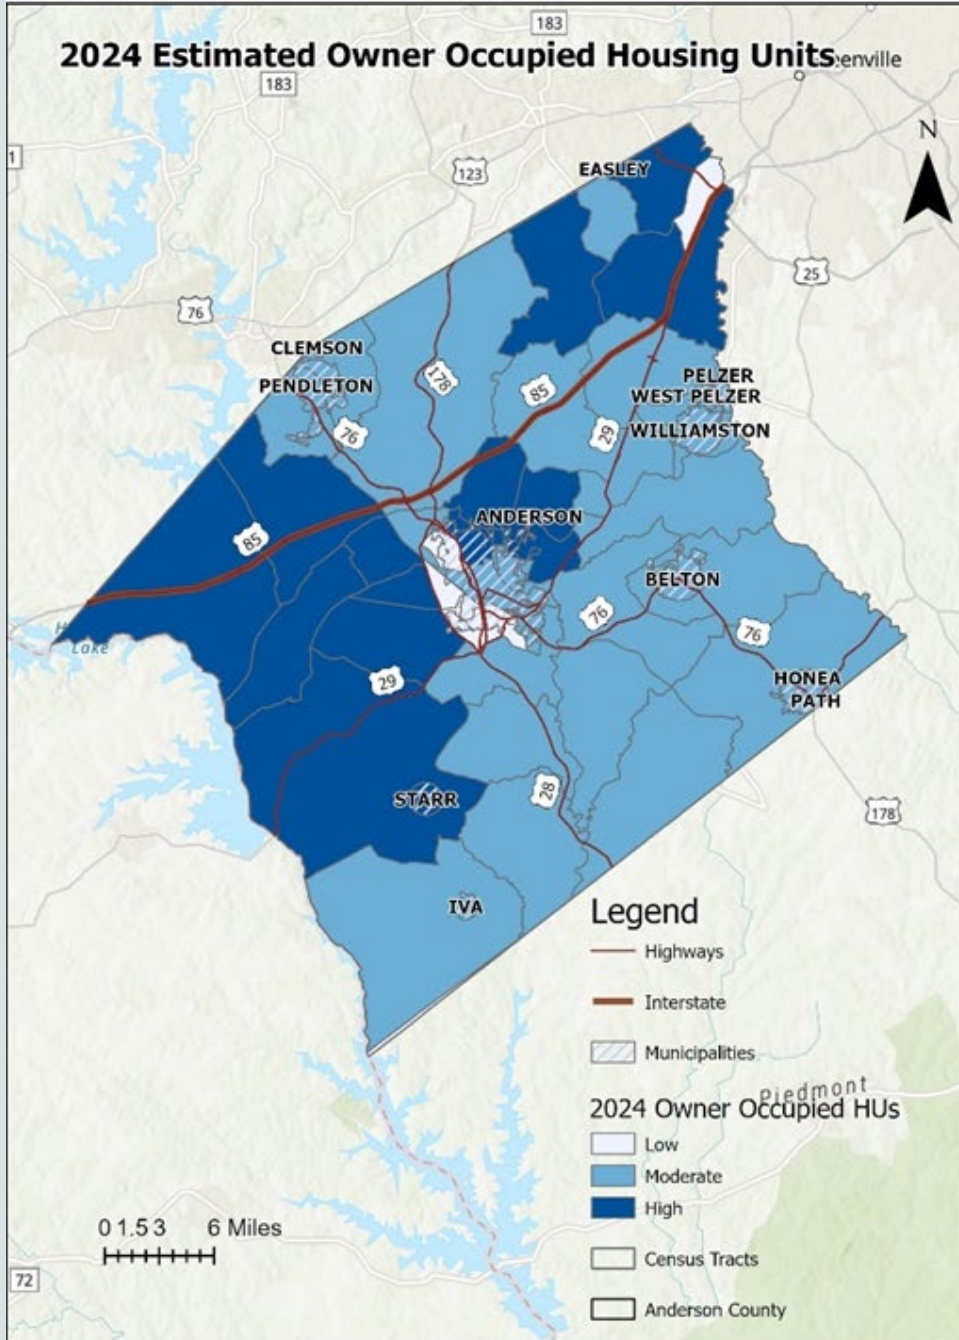 183
2024 Estimated Owner Occupied Housing Units
eenville
183
N
1
123
EASLEY
25
76
CLEMSON
PENDLETON
178
85
PELZER
WEST PELZER
76
29
WILLIAMSTON
ANDERSON
85
BELTON
76
76
Lake
29
HONEA
PATH
STARR
28
178
IVA
Legend
Highways
Interstate
Municipalities
Piedmont
2024 Owner Occupied HUs
Low
Moderate
High
0 1.5 3 6 Miles
Census Tracts
72
Anderson County